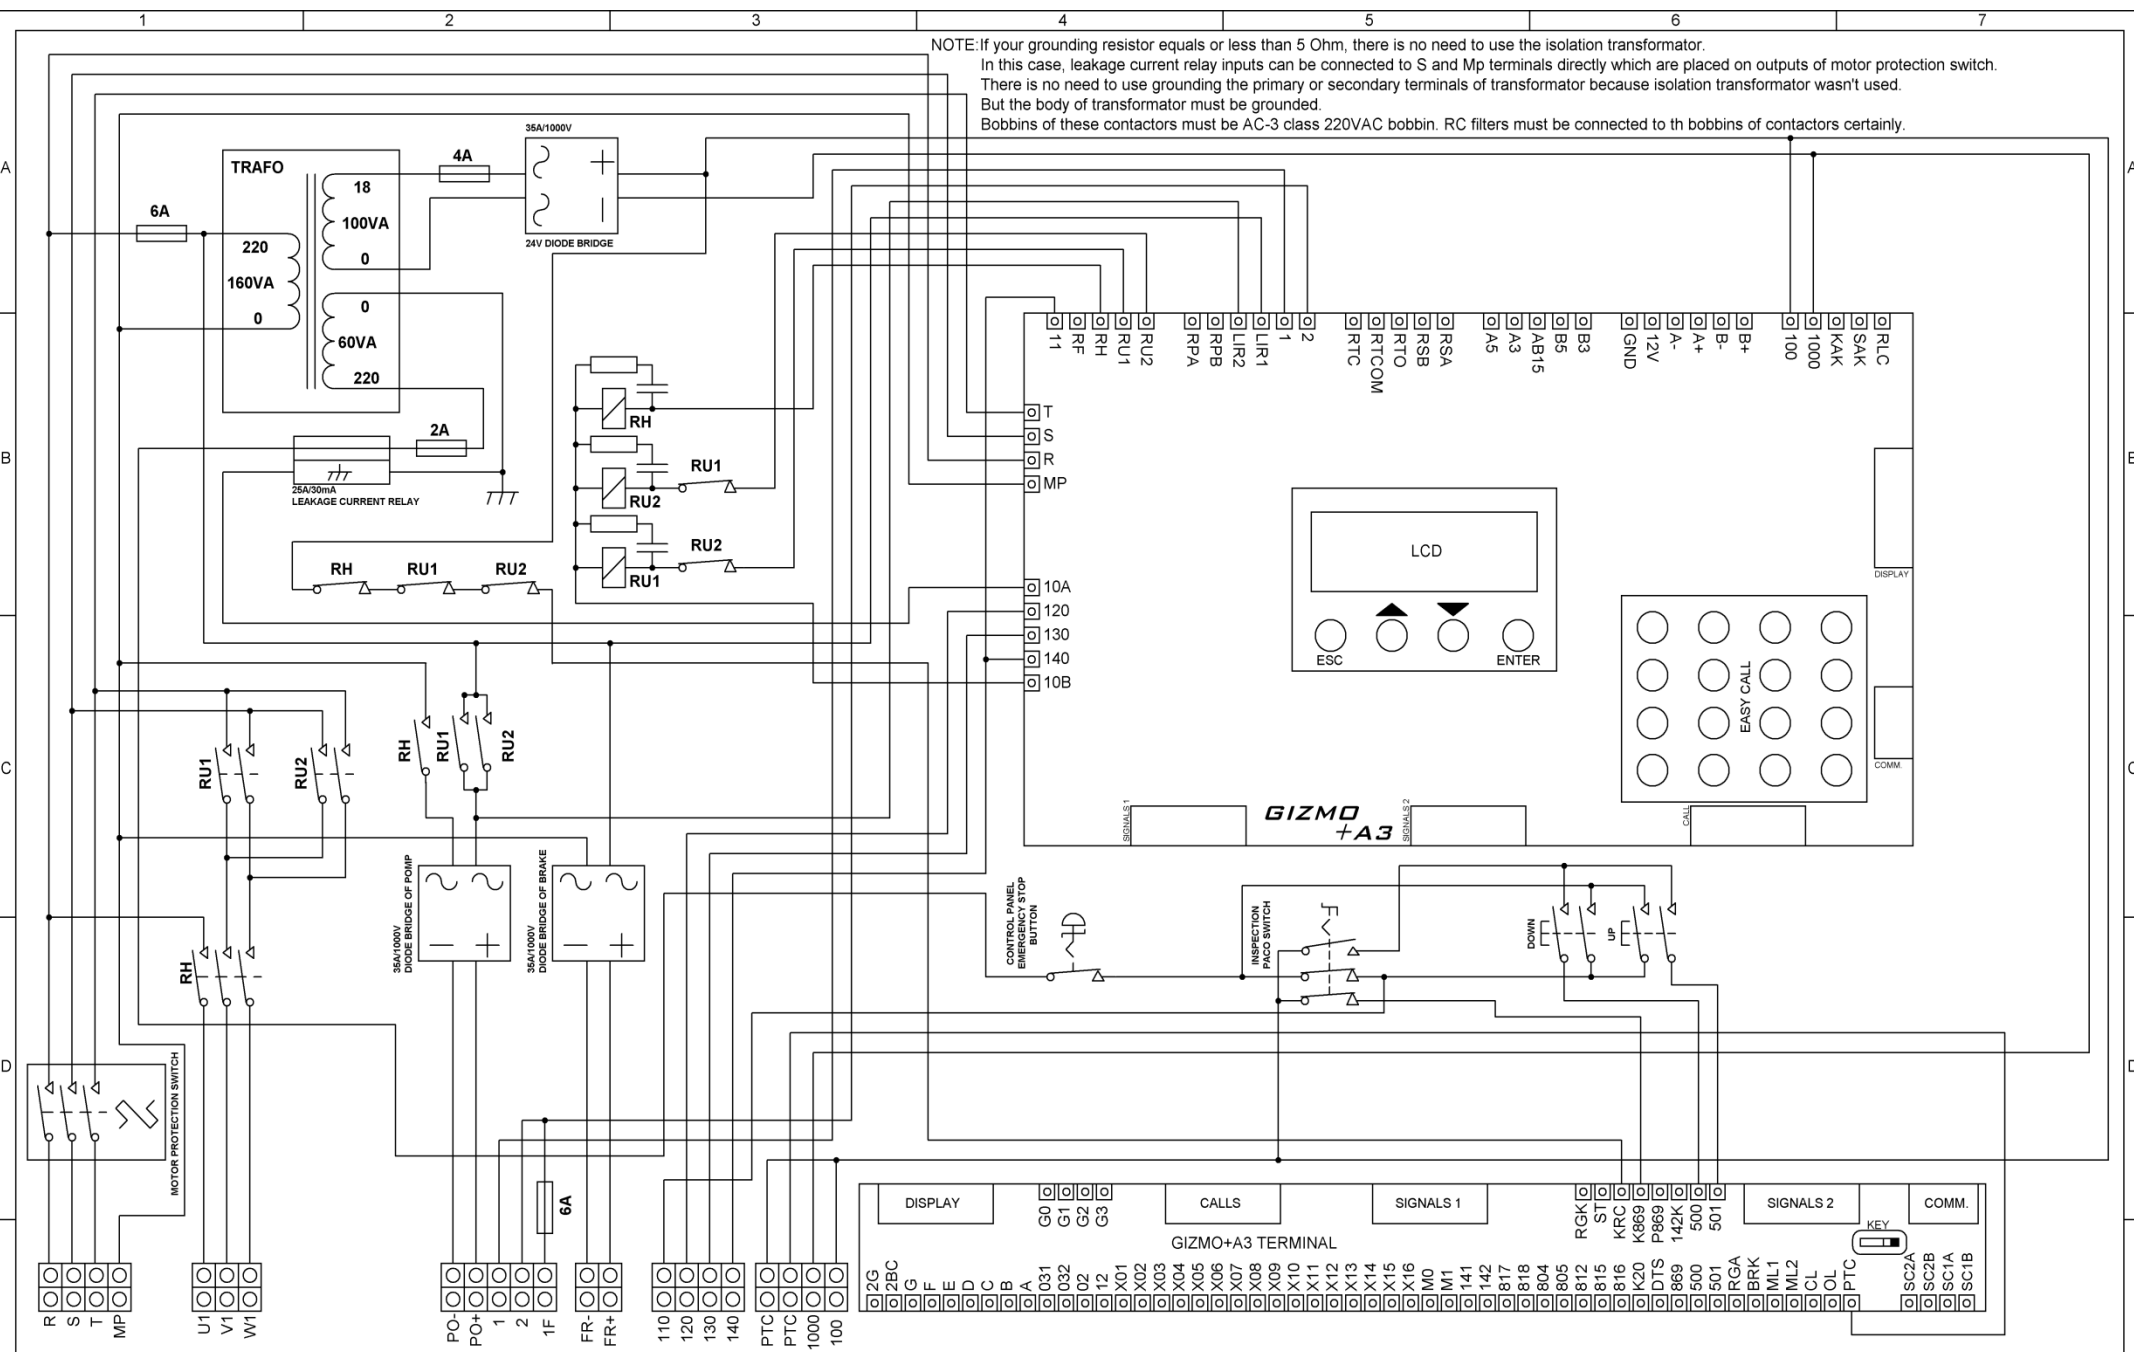 1 2 3 4 5 6 7
NOTE:If your grounding resistor equals or less than 5 Ohm, there is no need to use the isolation transformator.
In this case, leakage current relay inputs can be connected to S and Mp terminals directly which are placed on outputs of motor protection switch.
There is no need to use grounding the primary or secondary terminals of transformator because isolation transformator wasn't used.
But the body of transformator must be grounded.
Bobbins of these contactors must be AC-3 class 220VAC bobbin. RC filters must be connected to th bobbins of contactors certainly.
A
A
TRAFO
6A
220
160VA
0
18
100VA
0
0
60VA
220
4A
35A/1000V
24V DIODE BRIDGE
2A
25A/30mA
LEAKAGE CURRENT RELAY
B
RH
RU2
RU1
RU1
RU2
RH RU1 RU2
11 RF RH RU1 RU2 RPA RPB LIR2 LIR1 1 2 RTC RTCOM RTO RSB RSA A5 A3 AB15 B5 B3 GND 12V A- A+ B- B+ 100 1000 KAK SAK RLC
T
S
R
MP
10A
120
130
140
10B
LCD
ESC
ENTER
DISPLAY
EASY CALL
COMM.
SIGNALS 1
GIZMO
+A3
SIGNALS 2
CALL
C
RU1
RU2
RH
RU1
RU2
35A/1000V
DIODE BRIDGE OF POMP
35A/1000V
DIODE BRIDGE OF BRAKE
CONTROL PANEL
EMERGENCY STOP
BUTTON
INSPECTION
PACO SWITCH
DOWN
UP
RH
D
MOTOR PROTECTION SWITCH
6A
R S T MP
U1 V1 W1
PO- PO+ 1 2 1F
FR- FR+
110 120 130 140
PTC PTC 1000 100
DISPLAY
G0 G1 G2 G3
CALLS
SIGNALS 1
RGK ST KRC K869 P869 142K 500 501
SIGNALS 2
COMM.
GIZMO+A3 TERMINAL
KEY
2G 2BC G F E D C B A 031 032 02 12 X01 X02 X03 X04 X05 X06 X07 X08 X09 X10 X11 X12 X13 X14 X15 X16 M0 M1 141 142 817 818 804 805 812 815 816 K20 DTS 869 500 501 RGA BRK ML1 ML2 CL OL PTC SC2A SC2B SC1A SC1B